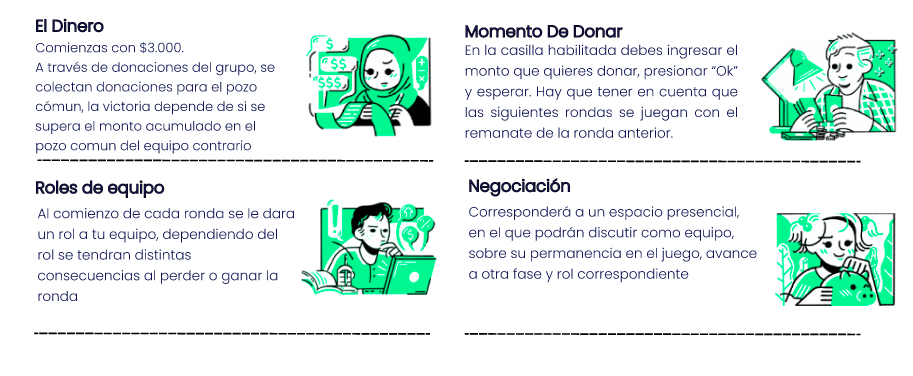 El Dinero
Comienzas con $3.000.
A través de donaciones del grupo, se
colectan donaciones para el pozo
cómun, la victoria depende de si se
supera el monto acumulado en el
pozo comun del equipo contrario
$
$$
$$$
Momento De Donar
En la casilla habilitada debes ingresar el
monto que quieres donar, presionar “Ok”
y esperar. Hay que tener en cuenta que
las siguientes rondas se juegan con el
remanate de la ronda anterior.
Roles de equipo
Al comienzo de cada ronda se le dara
un rol a tu equipo, dependiendo del
rol se tendran distintas
consecuencias al perder o ganar la
ronda
$
Negociación
Corresponderá a un espacio presencial,
en el que podrán discutir como equipo,
sobre su permanencia en el juego, avance
a otra fase y rol correspondiente